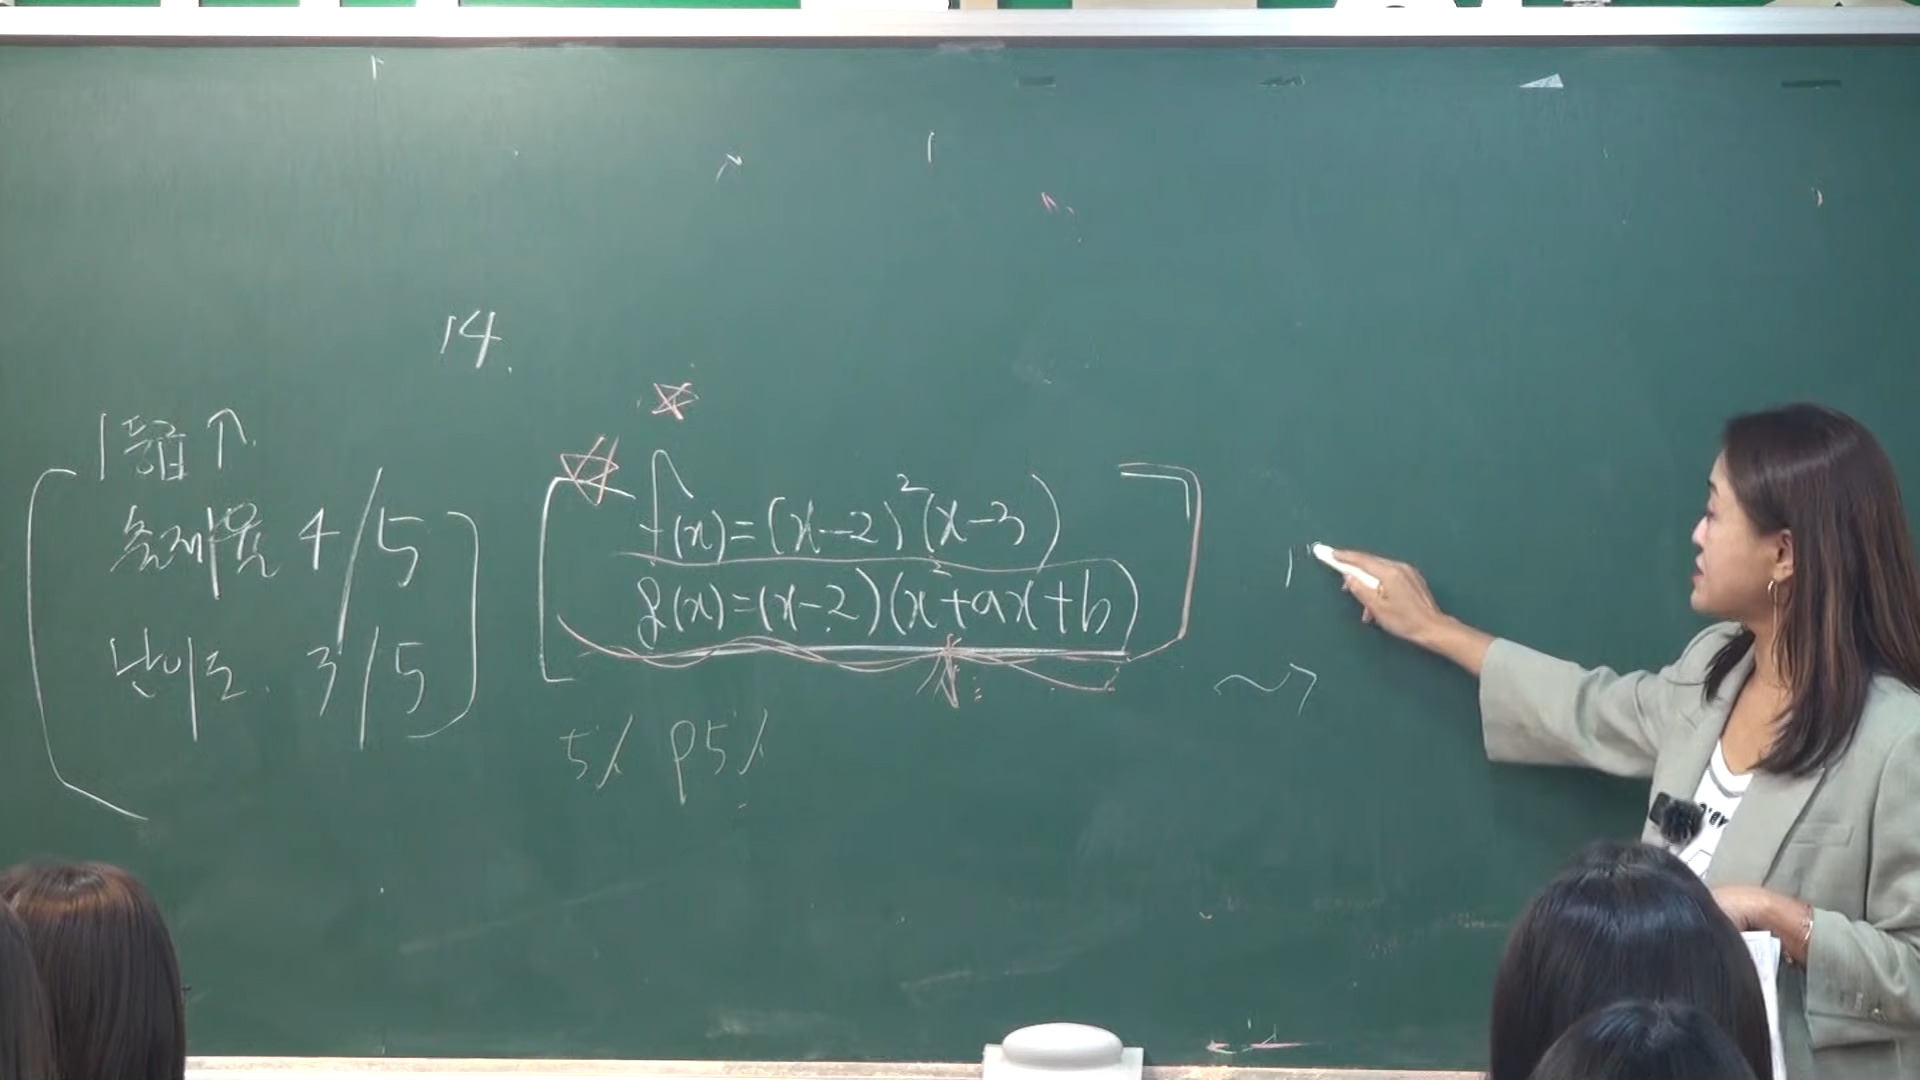 14.
1등급↑
출제율 4/5
난이도. 3/5
f(x)=(x-2)²(x-3)
g(x)=(x-2)(x²+ax+b)
5% P5%